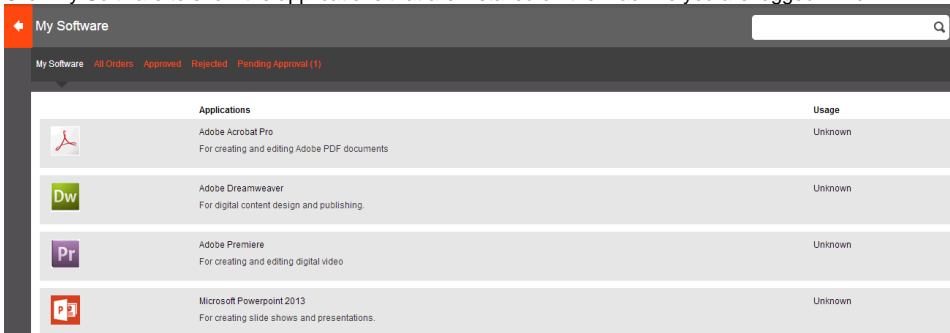 My Software
My Software All Orders Approved Rejected Pending Approval (1)
Applications Usage
Adobe Acrobat Pro Unknown
For creating and editing Adobe PDF documents
Dw
Adobe Dreamweaver Unknown
For digital content design and publishing.
Pr
Adobe Premiere Unknown
For creating and editing digital video
P
Microsoft Powerpoint 2013 Unknown
For creating slide shows and presentations.